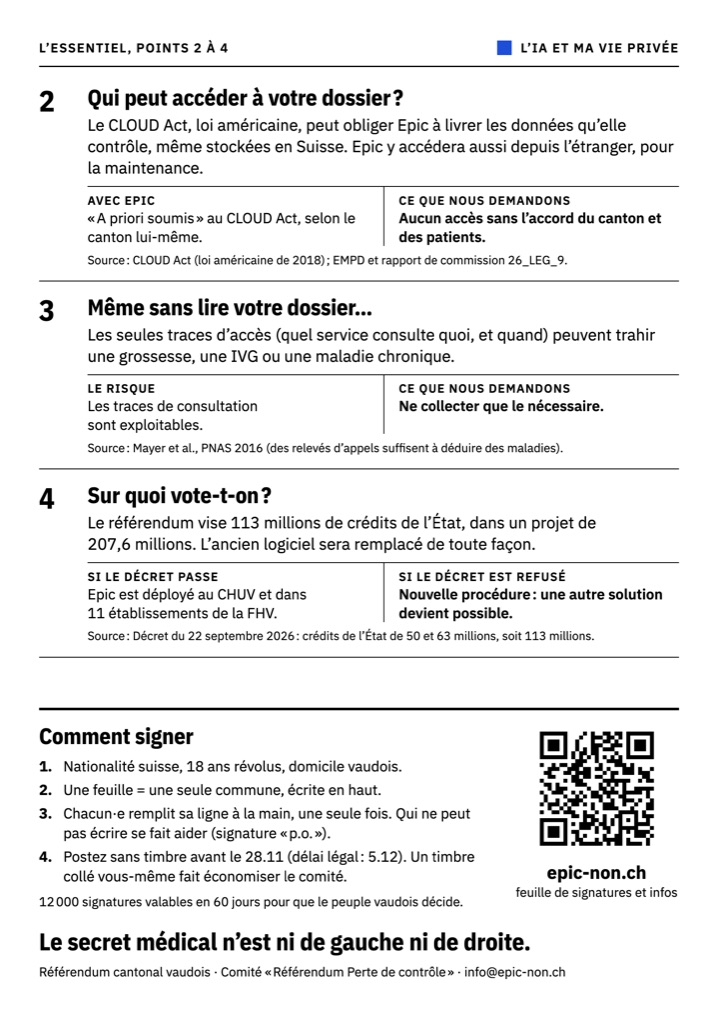 L’ESSENTIEL, POINTS 2 À 4
L’IA ET MA VIE PRIVÉE
2 Qui peut accéder à votre dossier ?
Le CLOUD Act, loi américaine, peut obliger Epic à livrer les données qu’elle
contrôle, même stockées en Suisse. Epic y accédera aussi depuis l’étranger, pour
la maintenance.
AVEC EPIC
« A priori soumis » au CLOUD Act, selon le
canton lui-même.
CE QUE NOUS DEMANDONS
Aucun accès sans l’accord du canton et
des patients.
Source : CLOUD Act (loi américaine de 2018) ; EMPD et rapport de commission 26_LEG_9.
3 Même sans lire votre dossier…
Les seules traces d’accès (quel service consulte quoi, et quand) peuvent trahir
une grossesse, une IVG ou une maladie chronique.
LE RISQUE
Les traces de consultation
sont exploitables.
CE QUE NOUS DEMANDONS
Ne collecter que le nécessaire.
Source : Mayer et al., PNAS 2016 (des relevés d’appels suffisent à déduire des maladies).
4 Sur quoi vote-t-on ?
Le référendum vise 113 millions de crédits de l’État, dans un projet de
207,6 millions. L’ancien logiciel sera remplacé de toute façon.
SI LE DÉCRET PASSE
Epic est déployé au CHUV et dans
11 établissements de la FHV.
SI LE DÉCRET EST REFUSÉ
Nouvelle procédure : une autre solution
devient possible.
Source : Décret du 22 septembre 2026 : crédits de l’État de 50 et 63 millions, soit 113 millions.
Comment signer
1. Nationalité suisse, 18 ans révolus, domicile vaudois.
2. Une feuille = une seule commune, écrite en haut.
3. Chacun·e remplit sa ligne à la main, une seule fois. Qui ne peut
pas écrire se fait aider (signature « p.o. »).
4. Postez sans timbre avant le 28.11 (délai légal : 5.12). Un timbre
collé vous-même fait économiser le comité.
12 000 signatures valables en 60 jours pour que le peuple vaudois décide.
epic-non.ch
feuille de signatures et infos
Le secret médical n’est ni de gauche ni de droite.
Référendum cantonal vaudois · Comité « Référendum Perte de contrôle » · info@epic-non.ch